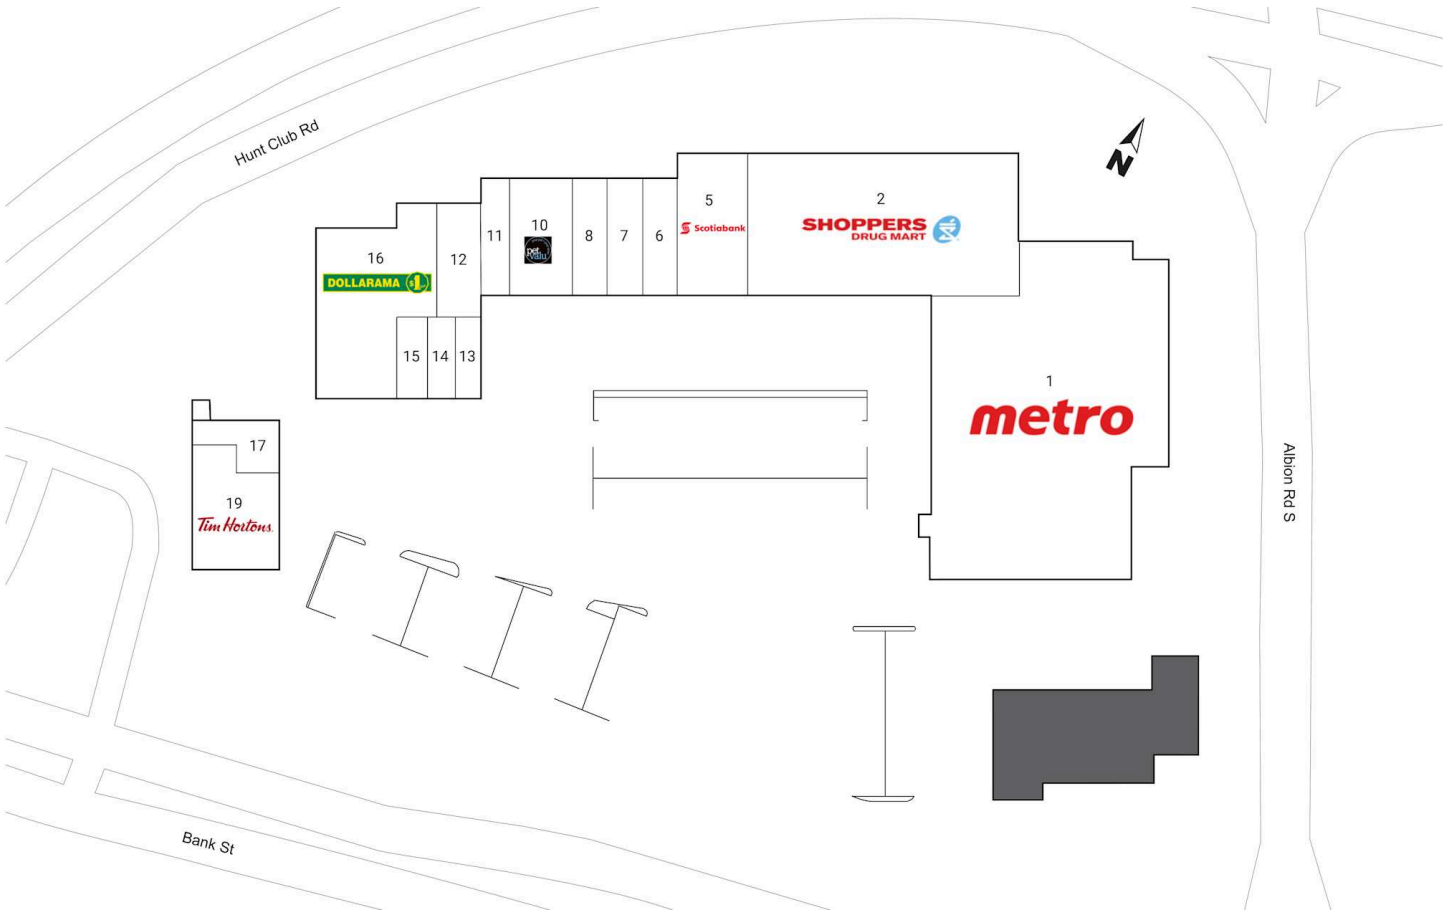 Hunt Club Rd
N
5
Scotiabank
2
SHOPPERS
DRUG MART
10
pet
valu
11
8
7
6
12
16
DOLLARAMA $1
15
14
13
1
metro
17
19
Tim Hortons
Albion Rd S
Bank St